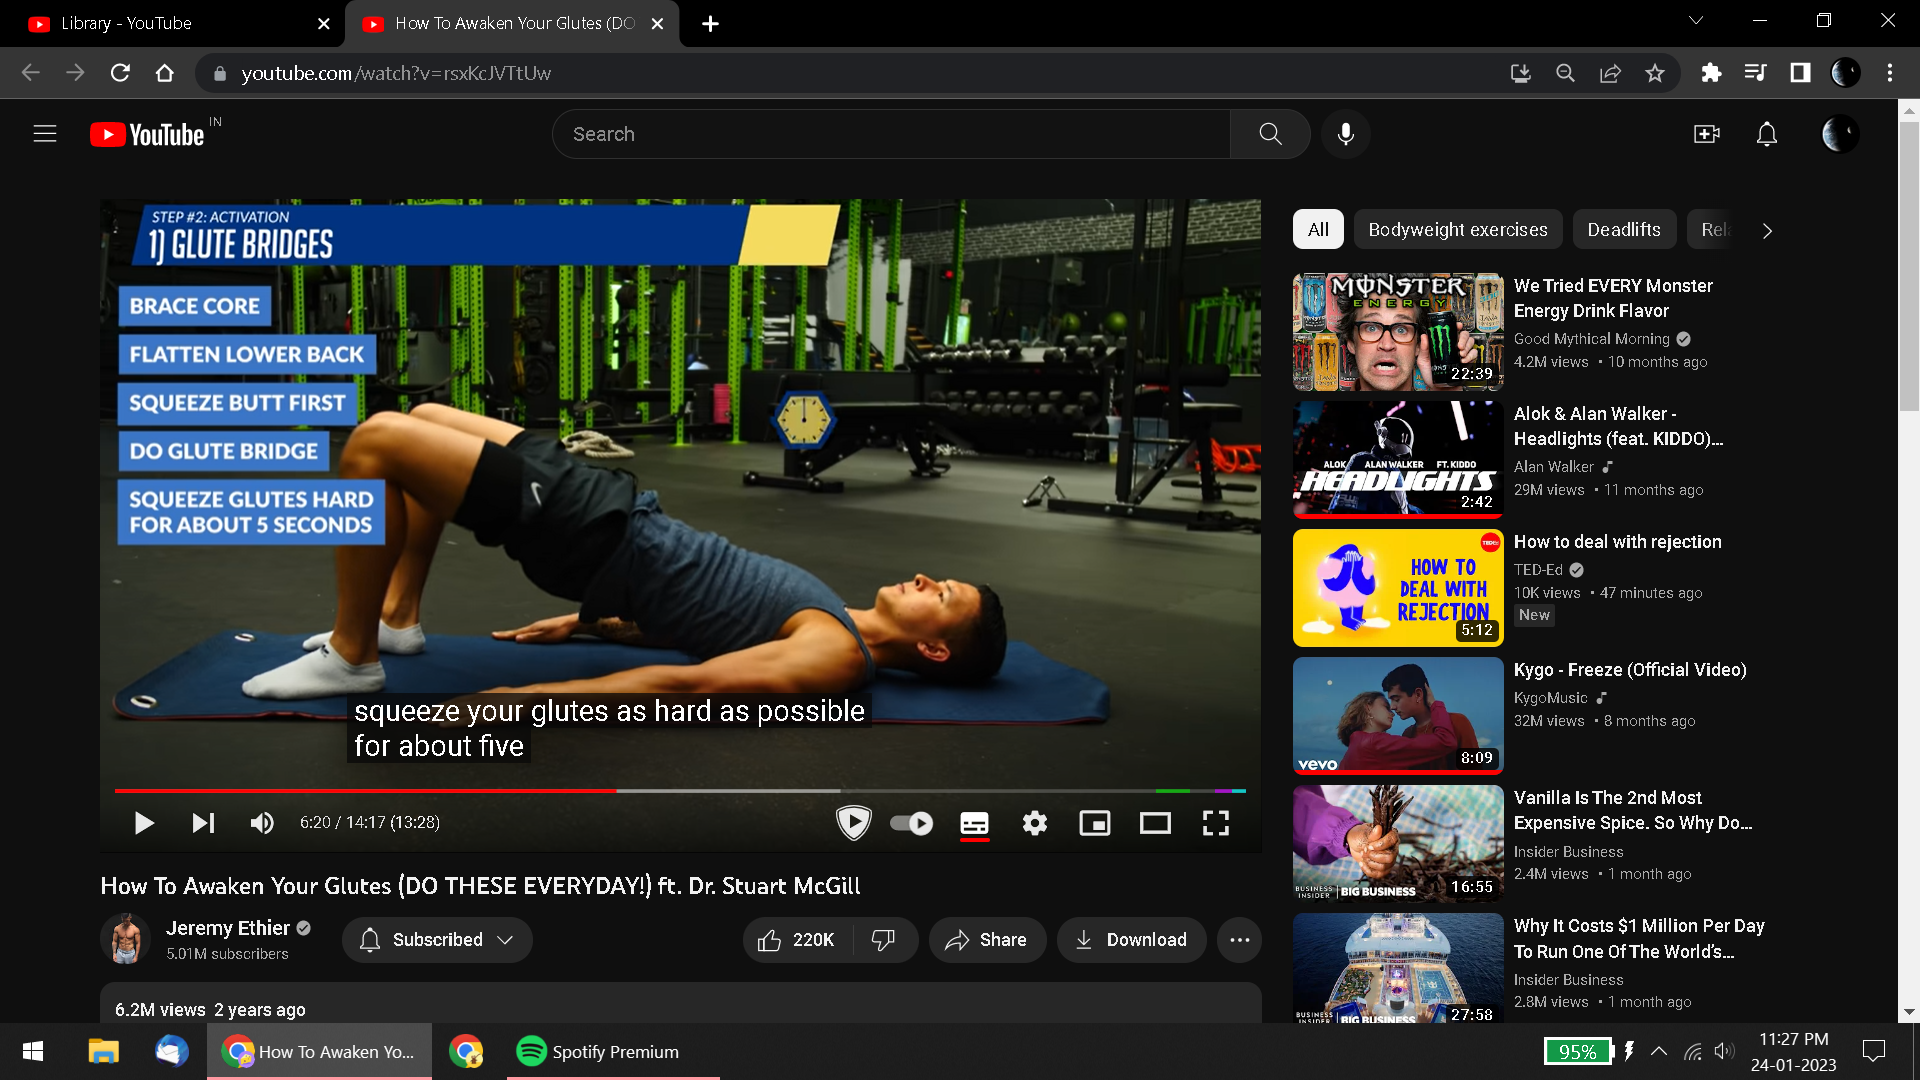 Library - YouTube
How To Awaken Your Glutes (DO
youtube.com/watch?v=rsxKcJVTtUw
YouTube IN
Search
STEP #2: ACTIVATION
1) GLUTE BRIDGES
BRACE CORE
FLATTEN LOWER BACK
SQUEEZE BUTT FIRST
DO GLUTE BRIDGE
SQUEEZE GLUTES HARD
FOR ABOUT 5 SECONDS
squeeze your glutes as hard as possible
for about five
6:20 / 14:17 (13:28)
How To Awaken Your Glutes (DO THESE EVERYDAY!) ft. Dr. Stuart McGill
Jeremy Ethier
5.01M subscribers
Subscribed
220K
Share
Download
6.2M views 2 years ago
All
Bodyweight exercises
Deadlifts
Rel
MONSTER
ENERGY
22:39
We Tried EVERY Monster
Energy Drink Flavor
Good Mythical Morning
4.2M views • 10 months ago
ALOK ALAN WALKER FT. KIDDO
HEADLIGHTS
2:42
Alok & Alan Walker -
Headlights (feat. KIDDO)...
Alan Walker
29M views • 11 months ago
TEDEd
HOW TO
DEAL WITH
REJECTION
5:12
How to deal with rejection
TED-Ed
10K views • 47 minutes ago
New
vevo
8:09
Kygo - Freeze (Official Video)
KygoMusic
32M views • 8 months ago
BUSINESS
INSIDER
BIG BUSINESS
16:55
Vanilla Is The 2nd Most
Expensive Spice. So Why Do...
Insider Business
2.4M views • 1 month ago
BUSINESS
INSIDER
BIG BUSINESS
27:58
Why It Costs $1 Million Per Day
To Run One Of The World's...
Insider Business
2.8M views • 1 month ago
How To Awaken Yo...
Spotify Premium
95%
11:27 PM
24-01-2023